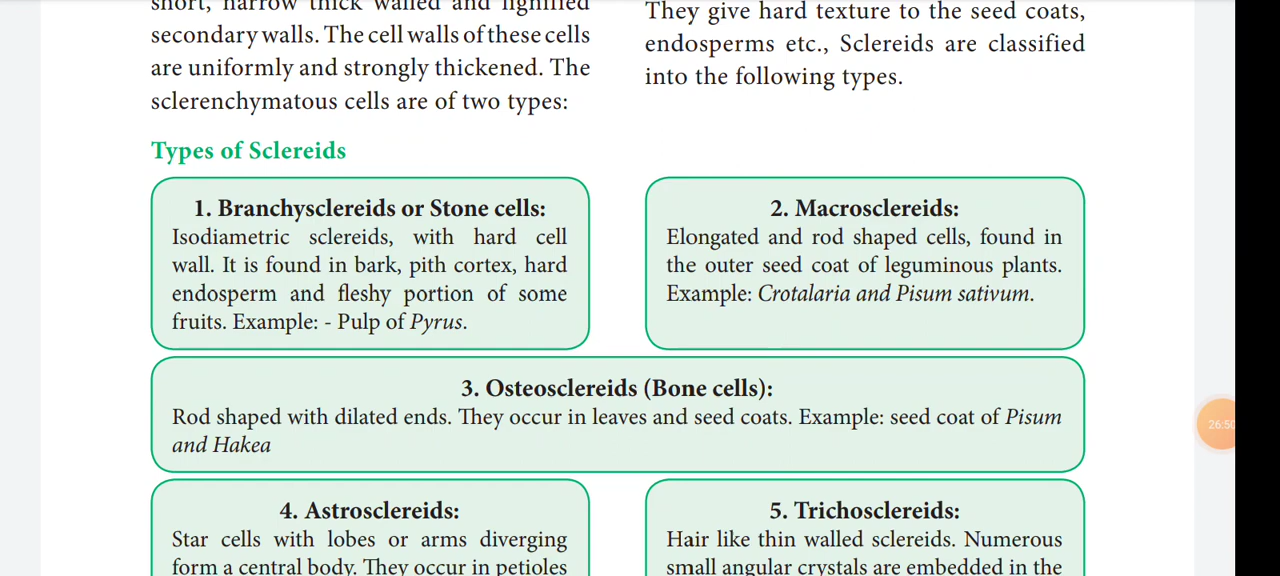 short, narrow thick walled and lignified
secondary walls. The cell walls of these cells
are uniformly and strongly thickened. The
sclerenchymatous cells are of two types:
They give hard texture to the seed coats,
endosperms etc., Sclereids are classified
into the following types.
Types of Sclereids
1. Branchysclereids or Stone cells:
Isodiametric sclereids, with hard cell
wall. It is found in bark, pith cortex, hard
endosperm and fleshy portion of some
fruits. Example: - Pulp of Pyrus.
2. Macrosclereids:
Elongated and rod shaped cells, found in
the outer seed coat of leguminous plants.
Example: Crotalaria and Pisum sativum.
3. Osteosclereids (Bone cells):
Rod shaped with dilated ends. They occur in leaves and seed coats. Example: seed coat of Pisum
and Hakea
4. Astrosclereids:
Star cells with lobes or arms diverging
form a central body. They occur in petioles
5. Trichosclereids:
Hair like thin walled sclereids. Numerous
small angular crystals are embedded in the
26:50